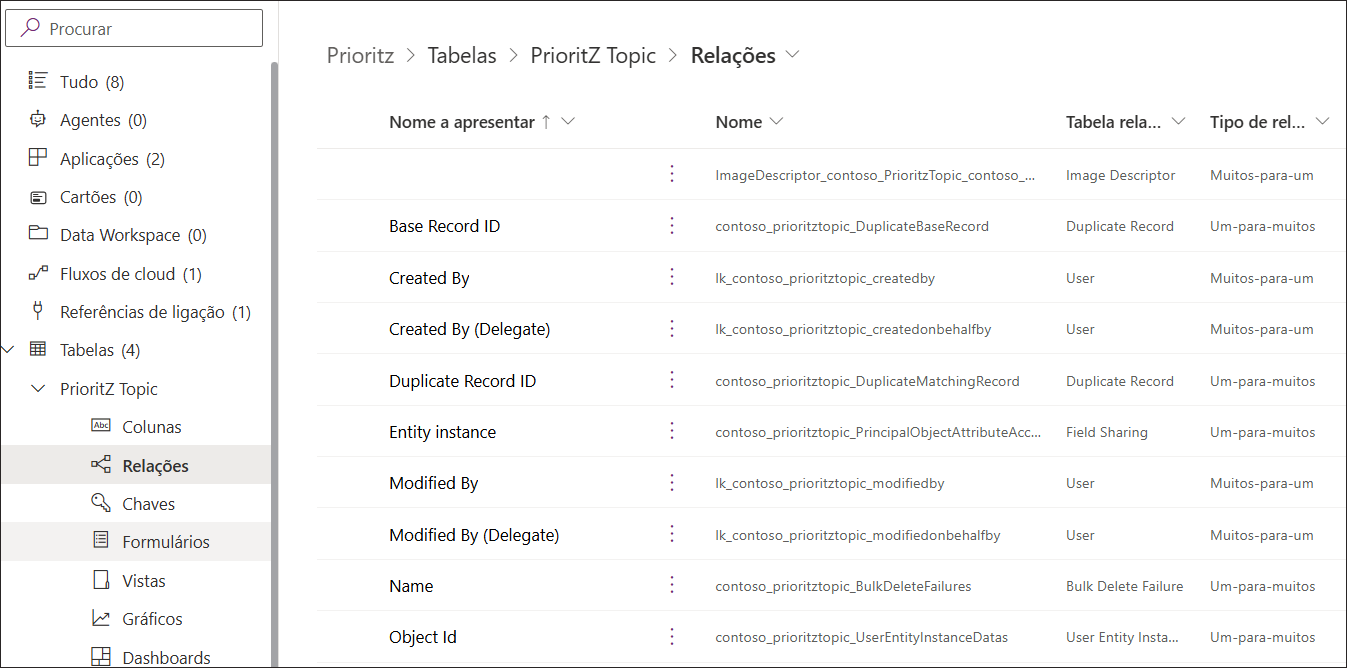 Procurar
Tudo (8)
Agentes (0)
Aplicações (2)
Cartões (0)
Data Workspace (0)
Fluxos de cloud (1)
Referências de ligação (1)
Tabelas (4)
PrioritZ Topic
Abc Colunas
Relações
Chaves
Formulários
Vistas
Gráficos
Dashboards
Prioritz > Tabelas > PrioritZ Topic > Relações
Nome a apresentar ↑ Nome Tabela rela... Tipo de rel...
ImageDescriptor_contoso_PrioritzTopic_contoso_... Image Descriptor Muitos-para-um
Base Record ID contoso_prioritztopic_DuplicateBaseRecord Duplicate Record Um-para-muitos
Created By lk_contoso_prioritztopic_createdby User Muitos-para-um
Created By (Delegate) lk_contoso_prioritztopic_createdonbehalfby User Muitos-para-um
Duplicate Record ID contoso_prioritztopic_DuplicateMatchingRecord Duplicate Record Um-para-muitos
Entity instance contoso_prioritztopic_PrincipalObjectAttributeAcc... Field Sharing Um-para-muitos
Modified By lk_contoso_prioritztopic_modifiedby User Muitos-para-um
Modified By (Delegate) lk_contoso_prioritztopic_modifiedonbehalfby User Muitos-para-um
Name contoso_prioritztopic_BulkDeleteFailures Bulk Delete Failure Um-para-muitos
Object Id contoso_prioritztopic_UserEntityInstanceDatas User Entity Insta... Um-para-muitos